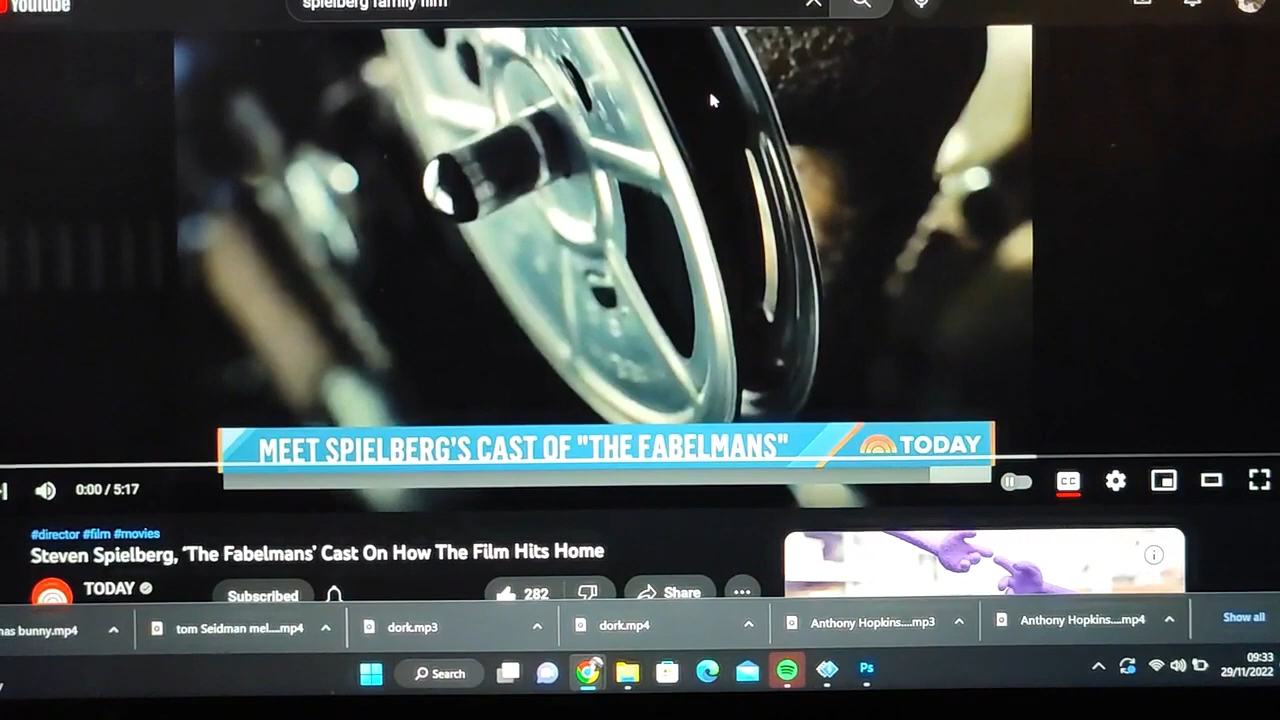 YouTube
spielberg family film
MEET SPIELBERG'S CAST OF "THE FABELMANS"
TODAY
0:00 / 5:17
CC
#director #film #movies
Steven Spielberg, 'The Fabelmans' Cast On How The Film Hits Home
TODAY
Subscribed
282
Share
nas bunny.mp4
tom Seidman mel....mp4
dork.mp3
dork.mp4
Anthony Hopkins....mp3
Anthony Hopkins....mp4
Show all
Search
Ps
09:33
29/11/2022